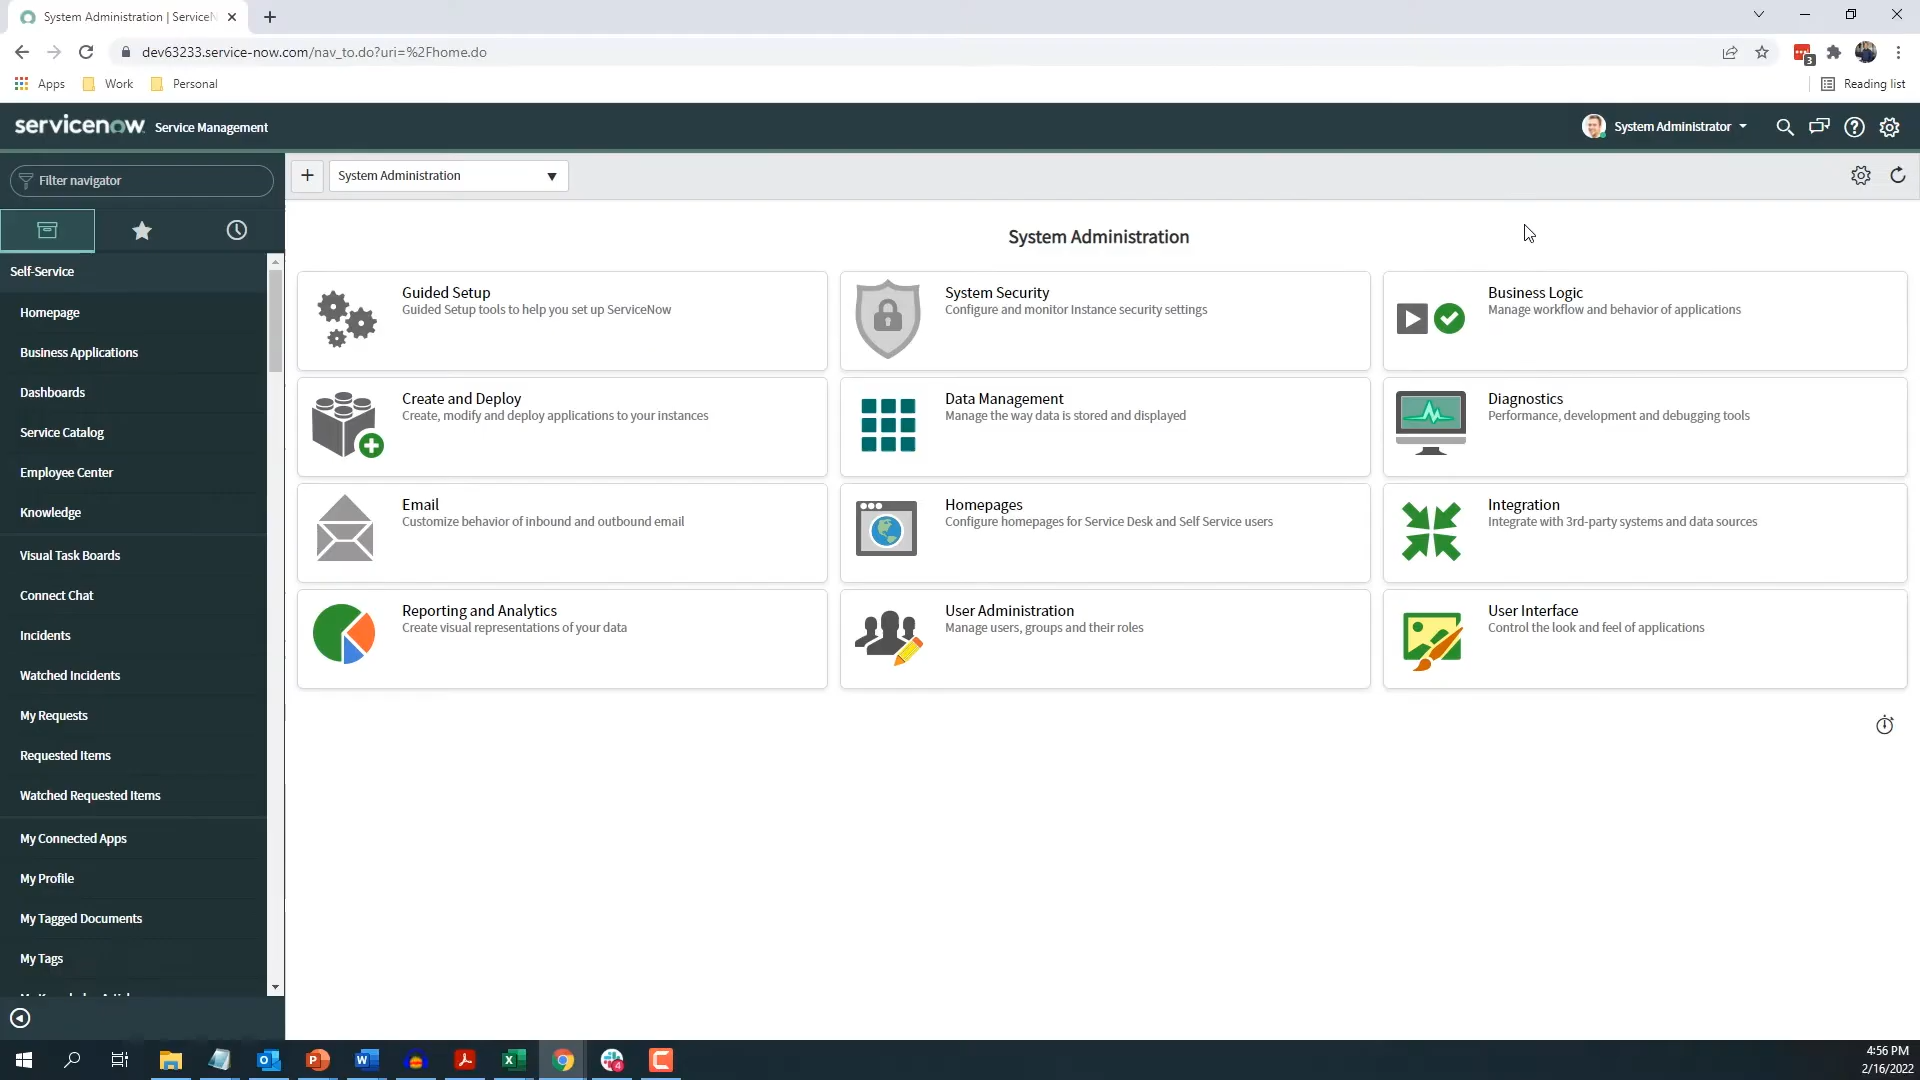 System Administration | ServiceN
dev63233.service-now.com/nav_to.do?uri=%2Fhome.do
3
Apps
Work
Personal
Reading list
servicenow Service Management
System Administrator
Filter navigator
System Administration
Self-Service
Homepage
Business Applications
Dashboards
Service Catalog
Employee Center
Knowledge
Visual Task Boards
Connect Chat
Incidents
Watched Incidents
My Requests
Requested Items
Watched Requested Items
My Connected Apps
My Profile
My Tagged Documents
My Tags
System Administration
Guided Setup
Guided Setup tools to help you set up ServiceNow
System Security
Configure and monitor Instance security settings
Business Logic
Manage workflow and behavior of applications
Create and Deploy
Create, modify and deploy applications to your instances
Data Management
Manage the way data is stored and displayed
Diagnostics
Performance, development and debugging tools
Email
Customize behavior of inbound and outbound email
Homepages
Configure homepages for Service Desk and Self Service users
Integration
Integrate with 3rd-party systems and data sources
Reporting and Analytics
Create visual representations of your data
User Administration
Manage users, groups and their roles
User Interface
Control the look and feel of applications
4
4:56 PM
2/16/2022